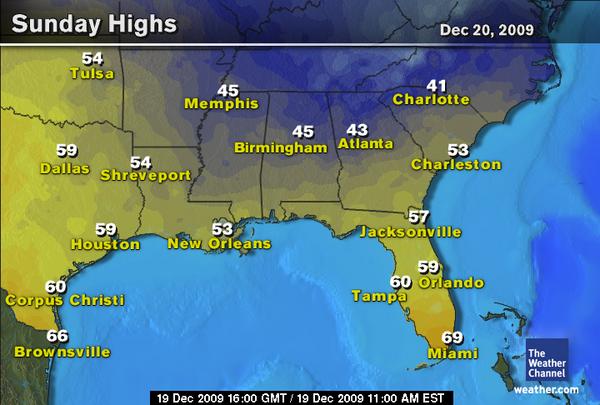 Sunday Highs
Dec 20, 2009
54
Tulsa
45
Memphis
41
Charlotte
59
Dallas
54
Shreveport
45
Birmingham
43
Atlanta
53
Charleston
59
Houston
53
New Orleans
57
Jacksonville
60
Corpus Christi
60
Tampa
59
Orlando
66
Brownsville
69
Miami
The
Weather
Channel
weather.com
19 Dec 2009 16:00 GMT / 19 Dec 2009 11:00 AM EST